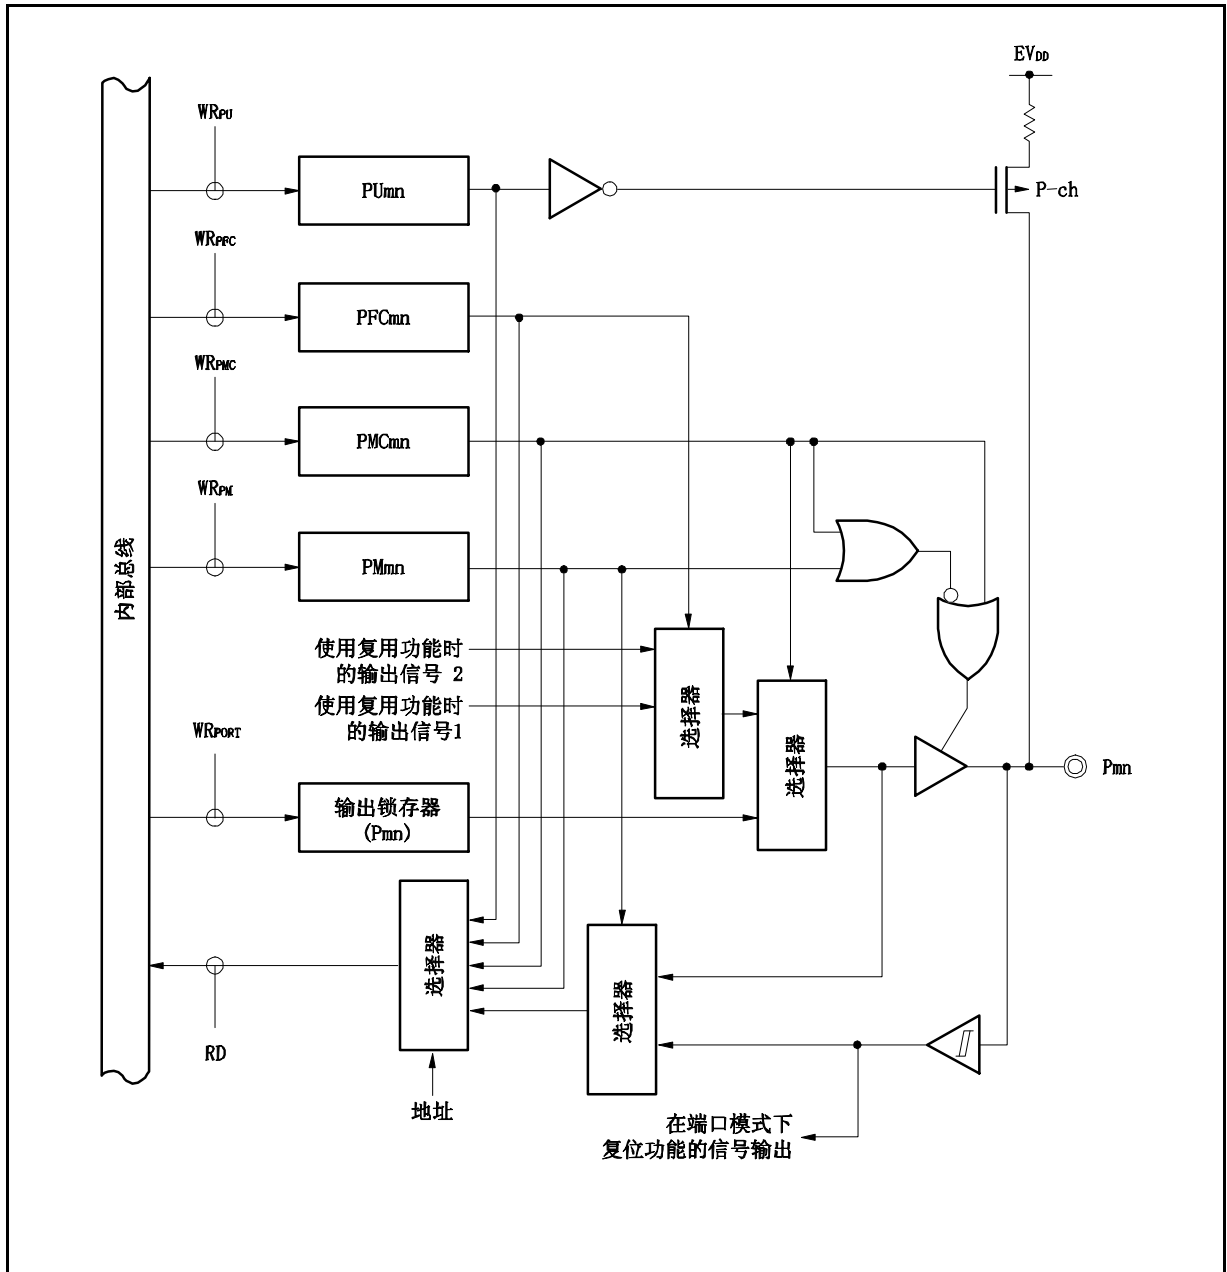 EVDD
WRPU
PUmn
P-ch
WRPFC
PFCmn
WRPMC
PMCmn
WRPM
PMmn
内部总线
使用复用功能时
的输出信号 2
使用复用功能时
的输出信号1
选择器
选择器
WRPORT
输出锁存器
(Pmn)
Pmn
选择器
选择器
RD
地址
在端口模式下
复位功能的信号输出